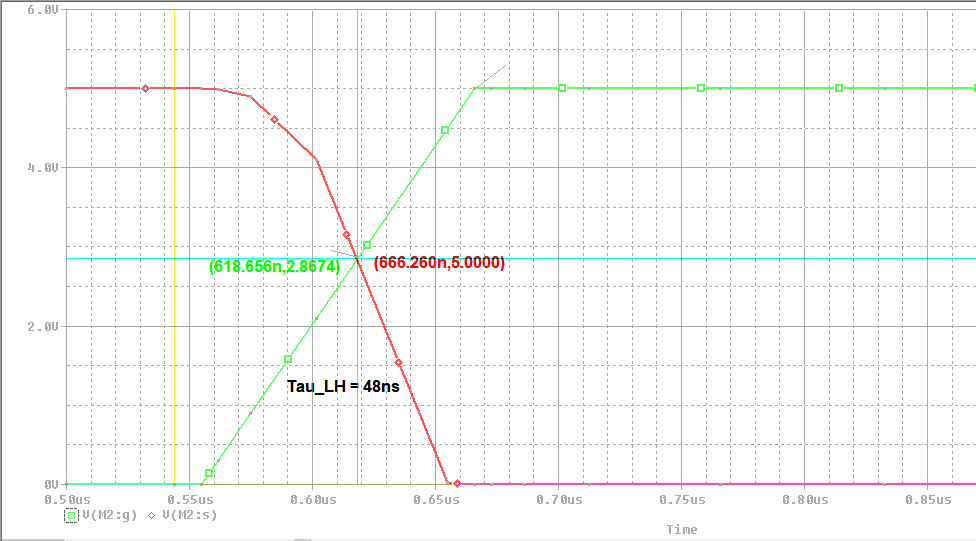 6.0V
4.0V
(618.656n,2.8674) (666.260n,5.0000)
2.0V
Tau_LH = 48ns
0V
0.50us 0.55us 0.60us 0.65us 0.70us 0.75us 0.80us 0.85us
V(M2:g) V(M2:s)
Time